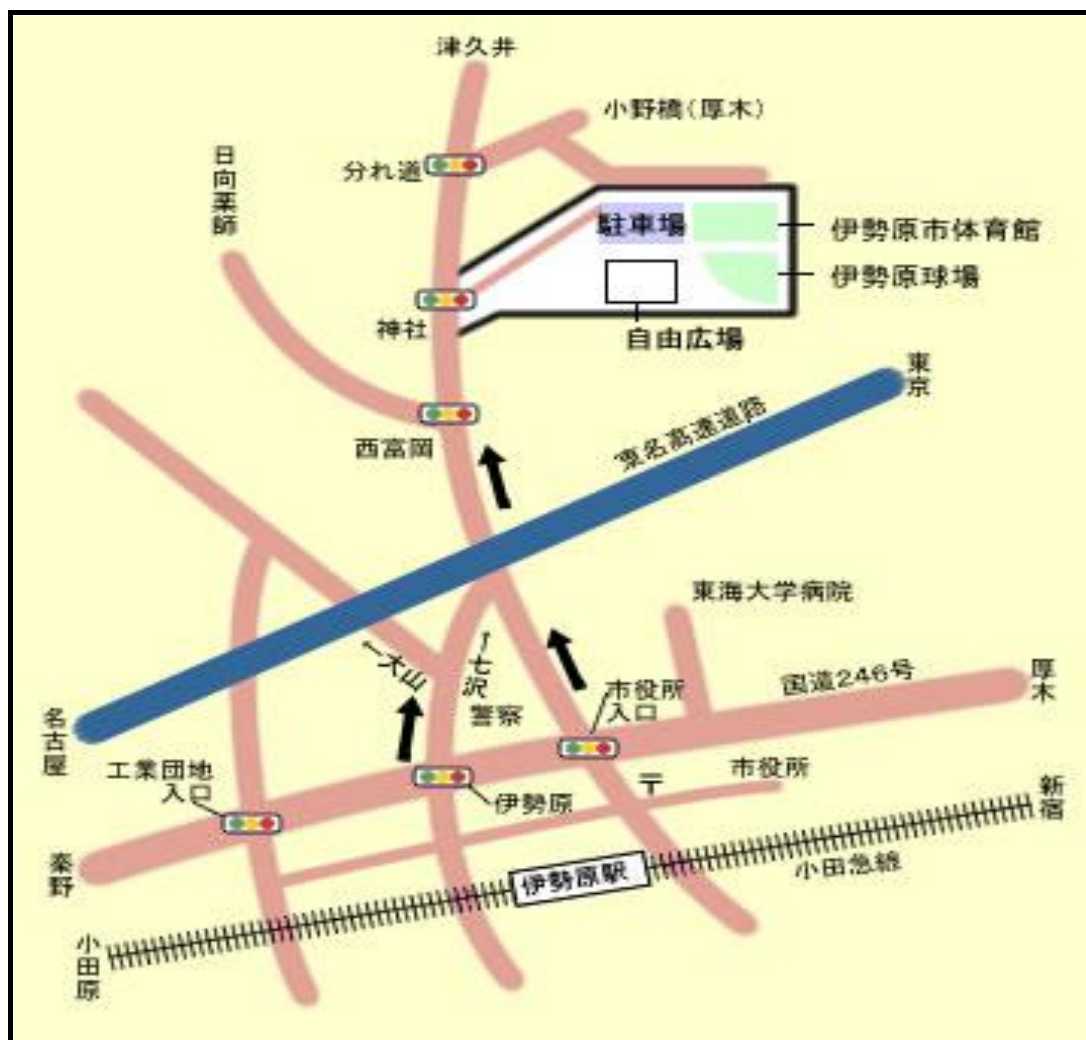 津久井
小野橋(厚木)
分れ道
日向薬師
駐車場
伊勢原市体育館
伊勢原球場
神社
自由広場
東京
西富岡
東名高速道路
東海大学病院
←大山
←七沢
国道246号
厚木
市役所
入口
警察
名古屋
工業団地
入口
伊勢原
〒
市役所
新宿
秦野
伊勢原駅
小田急線
小田原